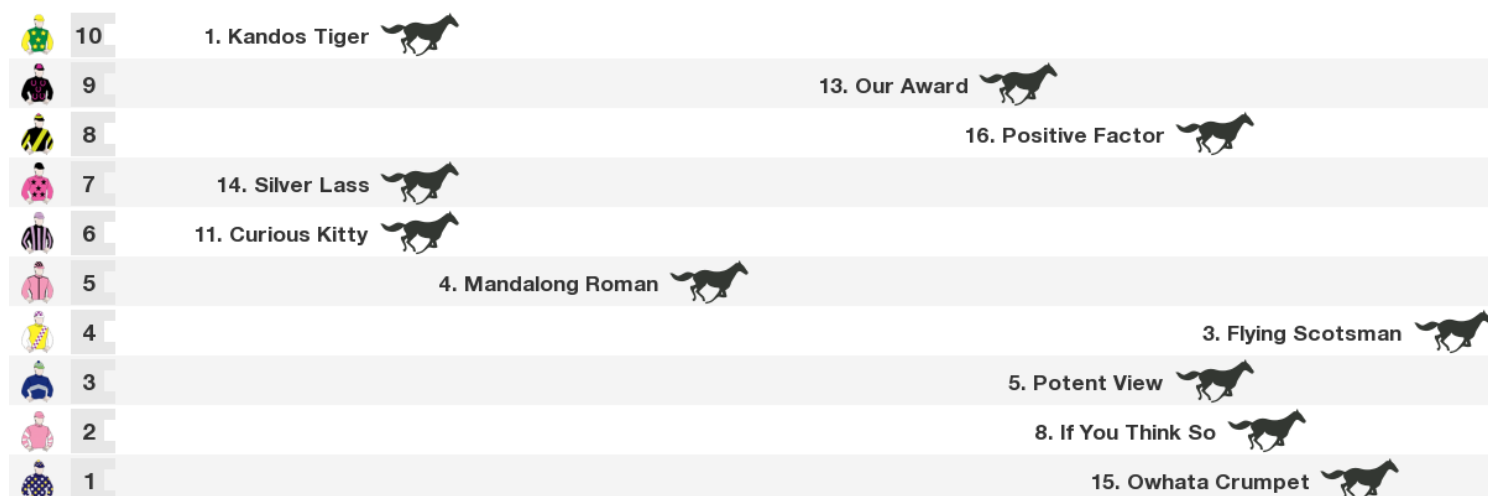 10 1. Kandos Tiger
9 13. Our Award
8 16. Positive Factor
7 14. Silver Lass
6 11. Curious Kitty
5 4. Mandalong Roman
4 3. Flying Scotsman
3 5. Potent View
2 8. If You Think So
1 15. Owhata Crumpet